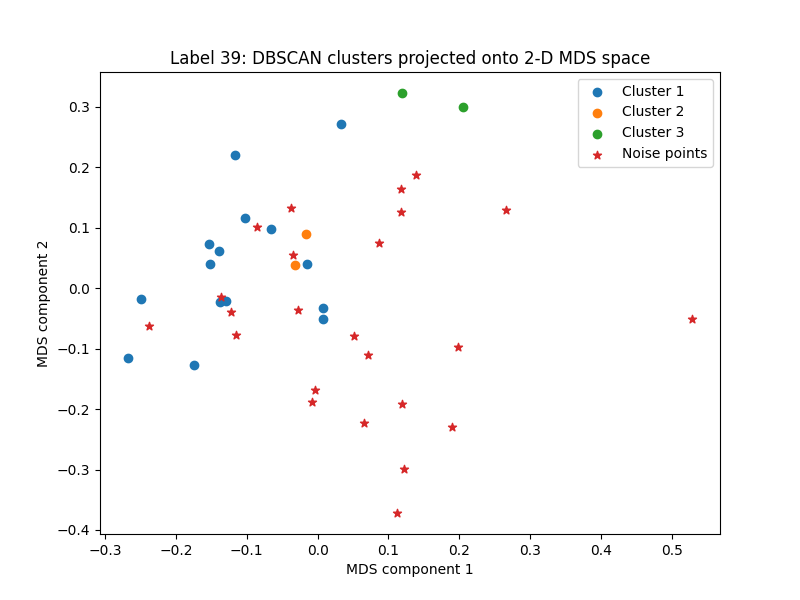 Label 39: DBSCAN clusters projected onto 2-D MDS space
Cluster 1
Cluster 2
Cluster 3
Noise points
MDS component 2
0.3
0.2
0.1
0.0
−0.1
−0.2
−0.3
−0.4
−0.3
−0.2
−0.1
0.0
0.1
0.2
0.3
0.4
0.5
MDS component 1